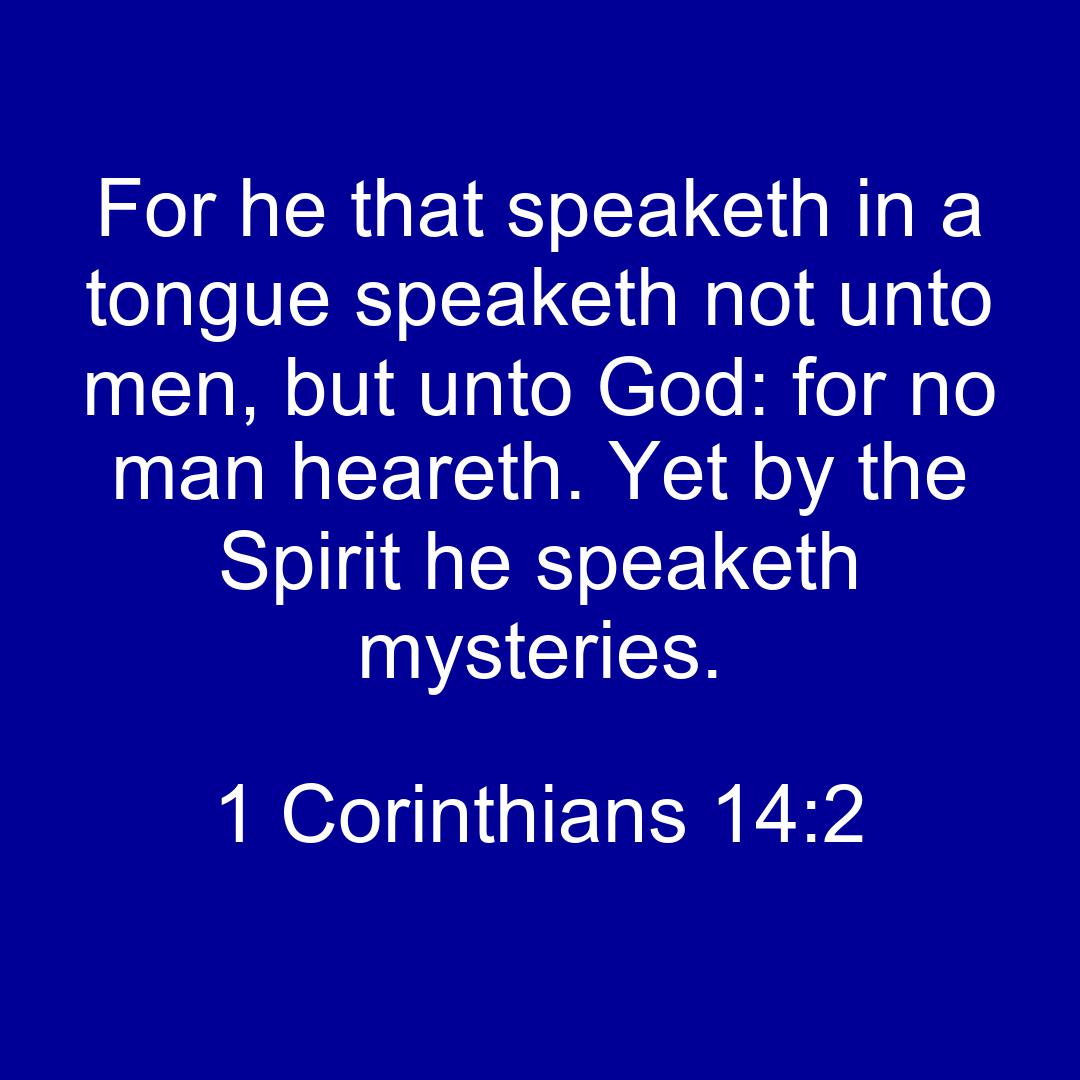 For he that speaketh in a
tongue speaketh not unto
men, but unto God: for no
man heareth. Yet by the
Spirit he speaketh
mysteries.
1 Corinthians 14:2